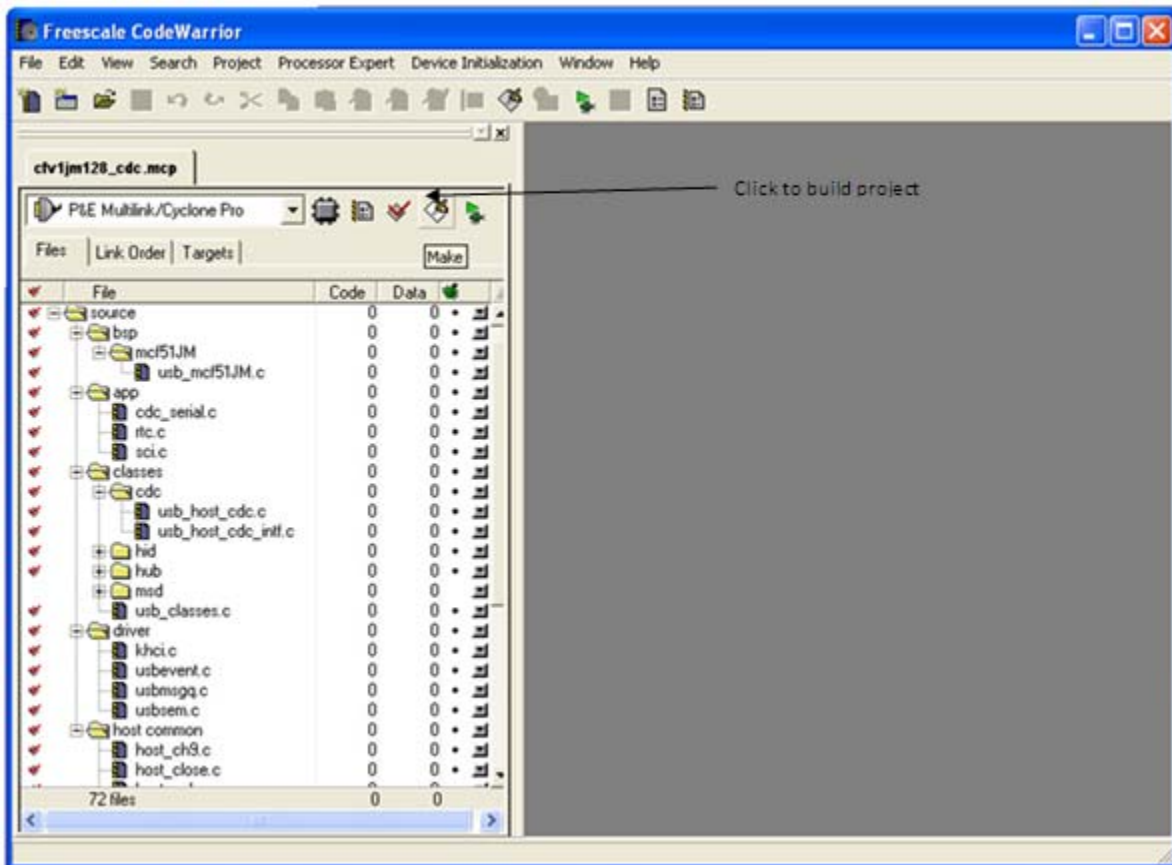 Freescale CodeWarrior
File Edit View Search Project Processor Expert Device Initialization Window Help
cfv1jm128_cdc.mcp
Click to build project
P&E Multilink/Cyclone Pro
Files Link Order Targets
Make
File Code Data
source 0 0
bsp 0 0
mcf51JM 0 0
usb_mcf51JM.c 0 0
app 0 0
cdc_serial.c 0 0
rtc.c 0 0
sci.c 0 0
classes 0 0
cdc 0 0
usb_host_cdc.c 0 0
usb_host_cdc_intf.c 0 0
hid 0 0
hub 0 0
msd 0 0
usb_classes.c 0 0
driver 0 0
khci.c 0 0
usbevent.c 0 0
usbmsgq.c 0 0
usbsem.c 0 0
host common 0 0
host_ch9.c 0 0
host_close.c 0 0
72 files 0 0